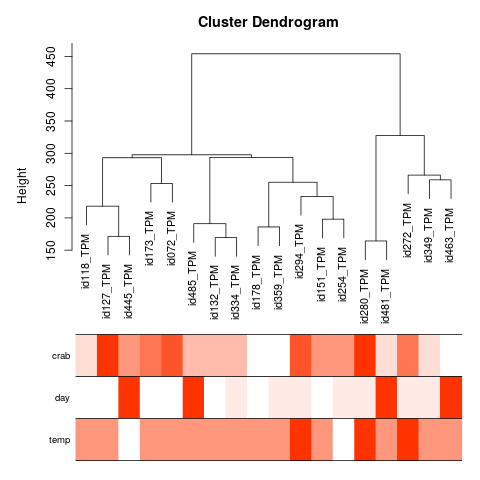 Cluster Dendrogram
Height
450
400
350
300
250
200
150
id118_TPM
id127_TPM
id445_TPM
id173_TPM
id072_TPM
id485_TPM
id132_TPM
id334_TPM
id178_TPM
id359_TPM
id294_TPM
id151_TPM
id254_TPM
id280_TPM
id481_TPM
id272_TPM
id349_TPM
id463_TPM
crab
day
temp